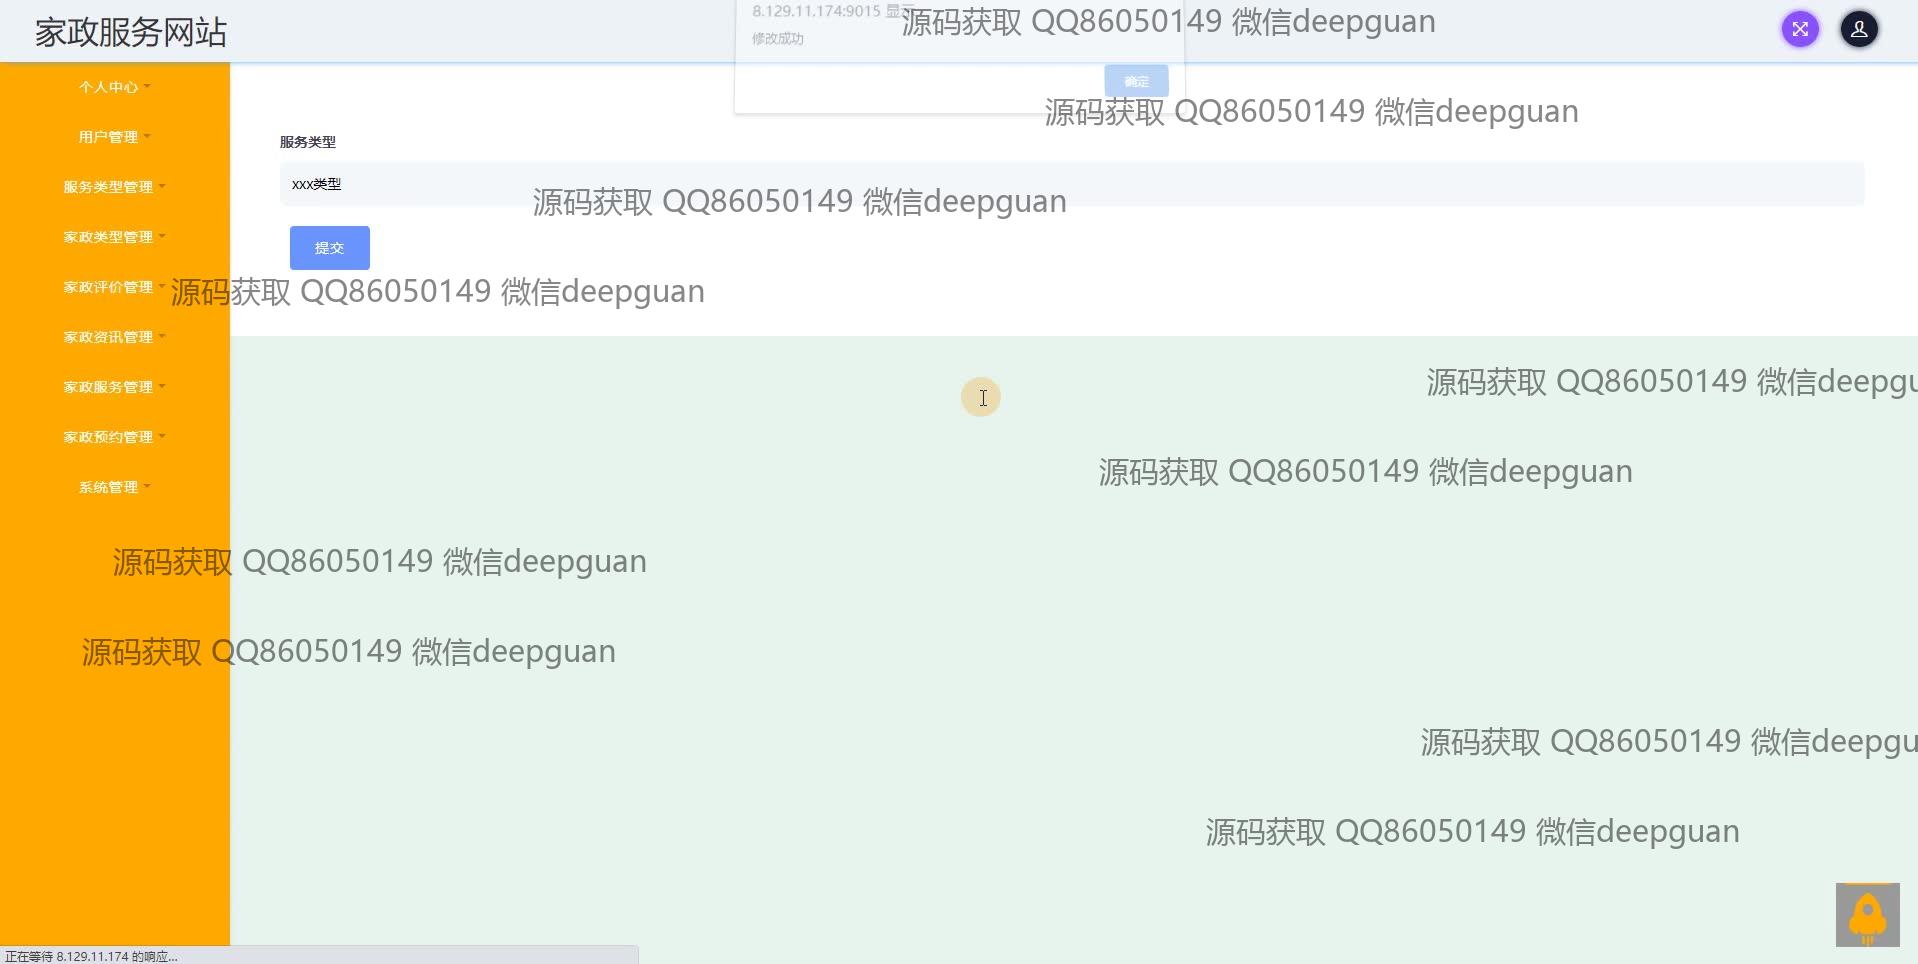 家政服务网站
8.129.11.174:9015 显示
修改成功
确定
源码获取 QQ86050149 微信deepguan
个人中心
源码获取 QQ86050149 微信deepguan
用户管理
服务类型
服务类型管理
xxx类型
源码获取 QQ86050149 微信deepguan
家政类型管理
提交
家政评价管理
源码获取 QQ86050149 微信deepguan
家政资讯管理
家政服务管理
源码获取 QQ86050149 微信deepgu
家政预约管理
源码获取 QQ86050149 微信deepguan
系统管理
源码获取 QQ86050149 微信deepguan
源码获取 QQ86050149 微信deepguan
源码获取 QQ86050149 微信deepgu
源码获取 QQ86050149 微信deepguan
正在等待 8.129.11.174 的响应...